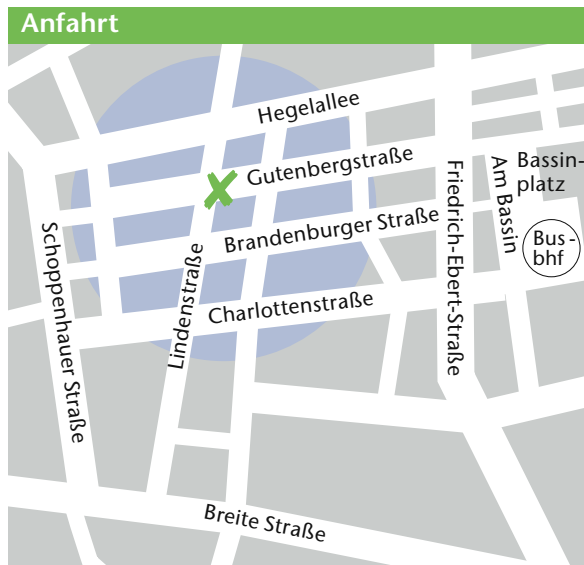 Anfahrt
Hegelallee
Gutenbergstraße
Brandenburger Straße
Charlottenstraße
Lindenstraße
Schoppenhauer Straße
Friedrich-Ebert-Straße
Am Bassin
Bassin-
platz
Bus-
bhf
Breite Straße